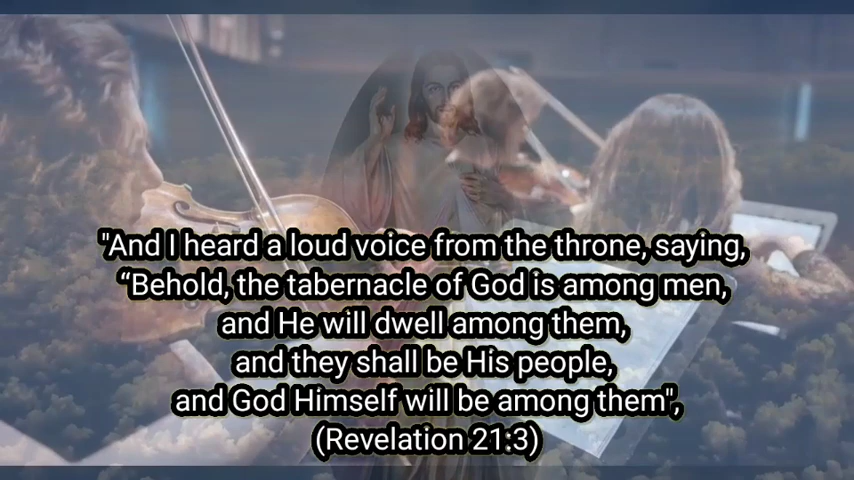 "And I heard a loud voice from the throne, saying,
“Behold, the tabernacle of God is among men,
and He will dwell among them,
and they shall be His people,
and God Himself will be among them",
(Revelation 21:3)